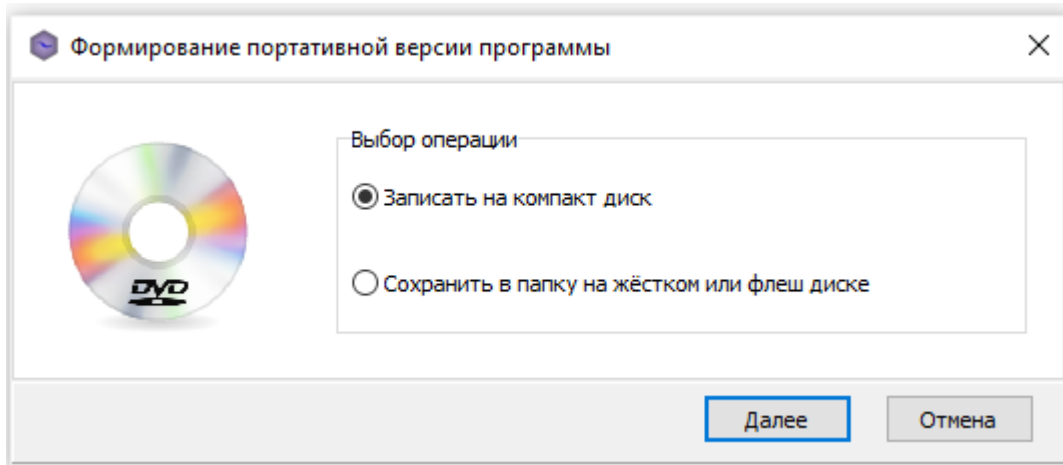 Формирование портативной версии программы
Выбор операции
Записать на компакт диск
DVD
Сохранить в папку на жёстком или флеш диске
Далее
Отмена